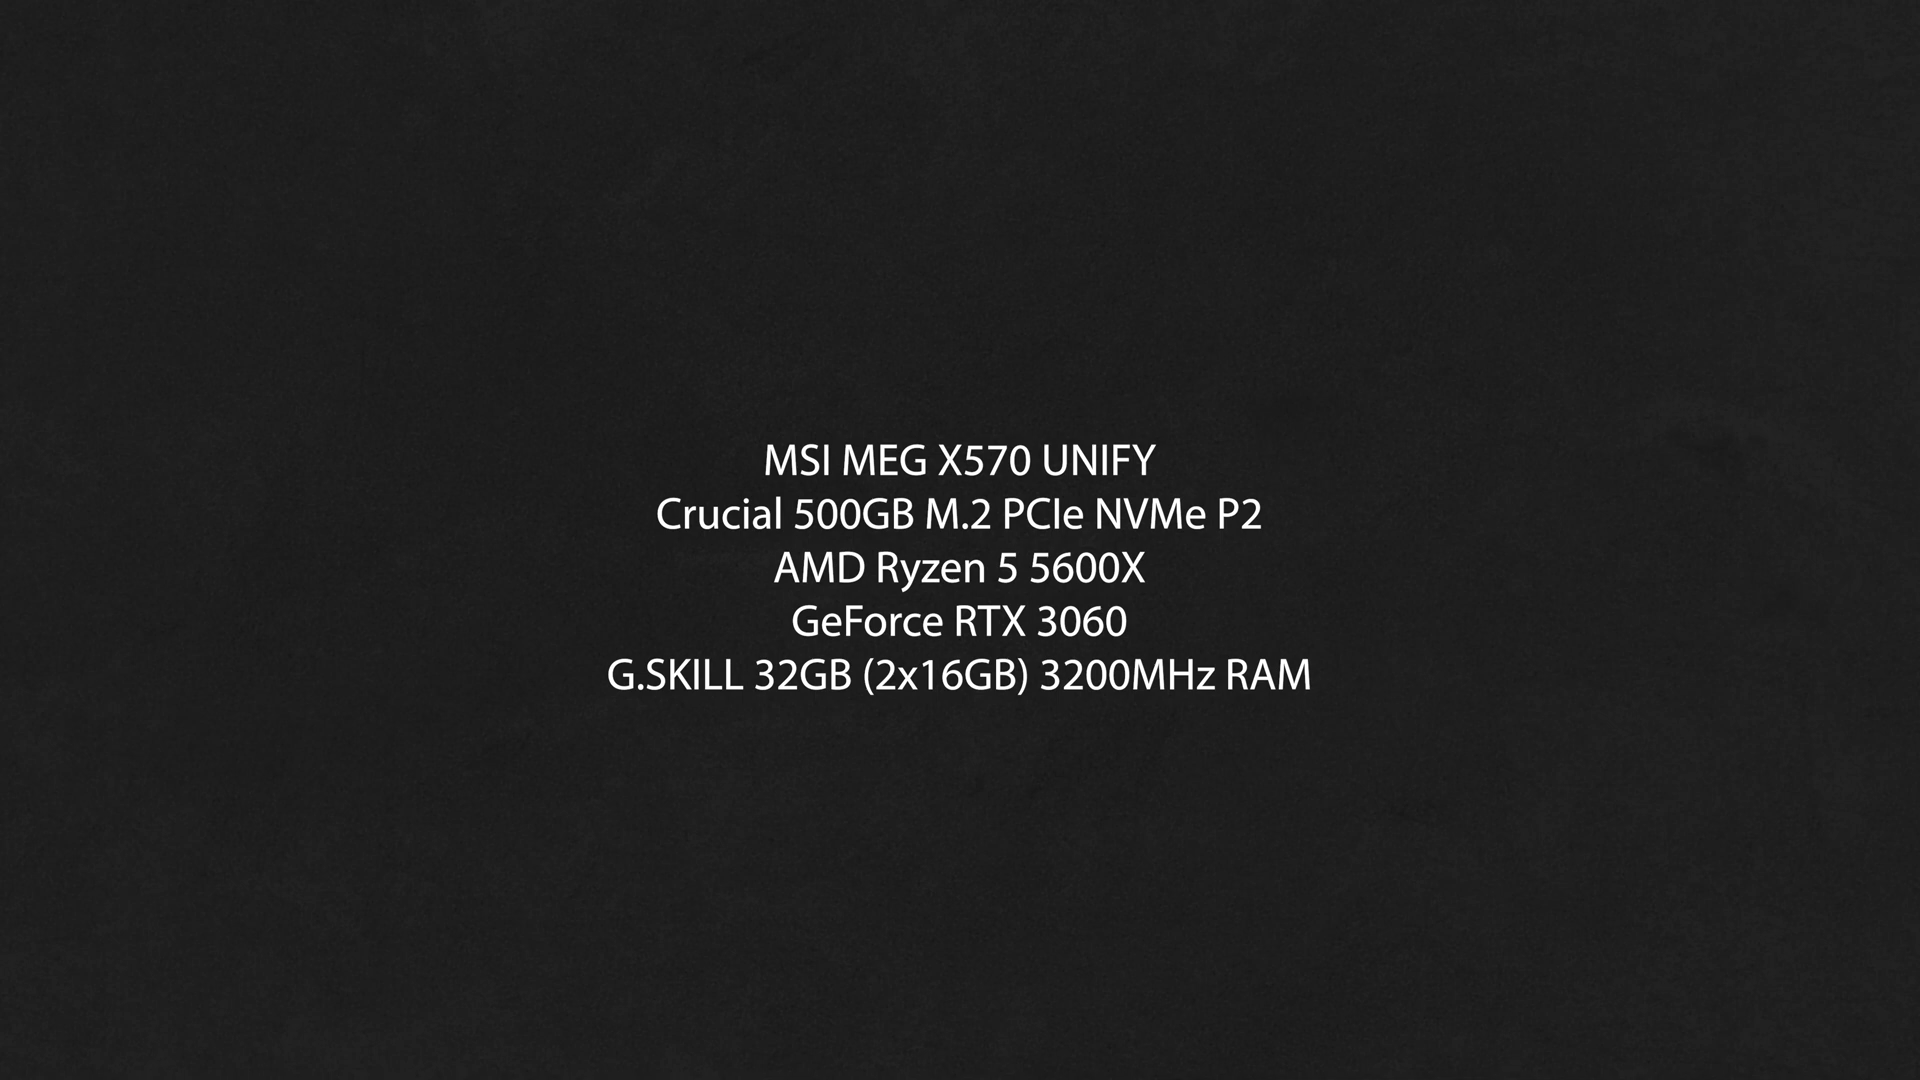 MSI MEG X570 UNIFY
Crucial 500GB M.2 PCIe NVMe P2
AMD Ryzen 5 5600X
GeForce RTX 3060
G.SKILL 32GB (2x16GB) 3200MHz RAM